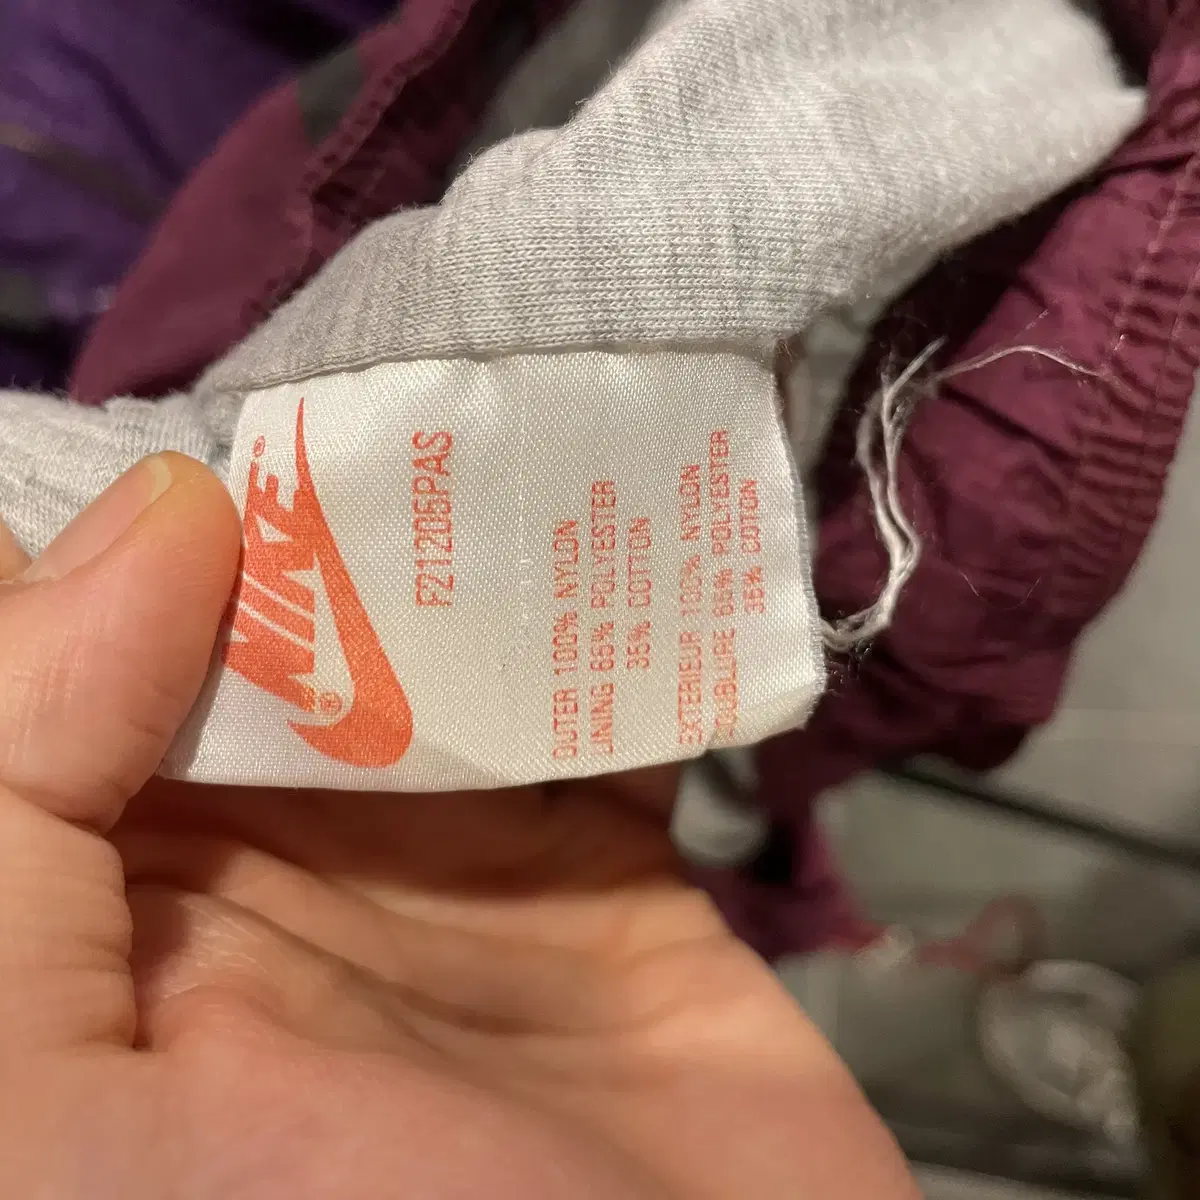 NIKE®
®
F21206PAS
OUTER 100% NYLON
LINING 65% POLYESTER
35% COTTON
EXTERIEUR 100% NYLON
DOUBLURE 65% POLYESTER
35% COTON